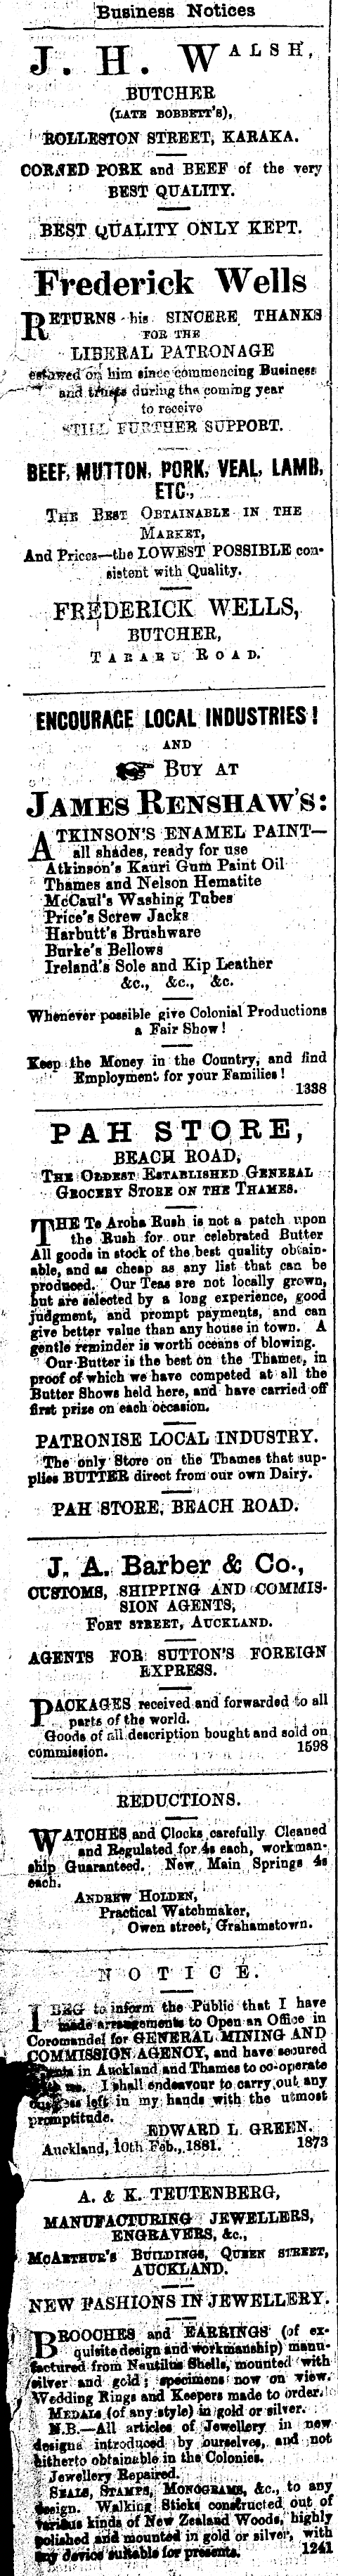 Business Notices
J. H. WALSH,
BUTCHER
(LATE BOBBETT'S),
ROLLESTON STREET, KARAKA.
CORNED PORK and BEEF of the very
BEST QUALITY.
BEST QUALITY ONLY KEPT.
Frederick Wells
RETURNS his SINCERE THANKS
FOR THE
LIBERAL PATRONAGE
estowed on him since commencing Business
and trusts during the coming year
to receive
STILL FURTHER SUPPORT.
BEEF, MUTTON, PORK, VEAL, LAMB,
ETC.,
THE BEST OBTAINABLE IN THE
MARKET,
And Prices—the LOWEST POSSIBLE con-
sistent with Quality.
FREDERICK WELLS,
BUTCHER,
TARARU ROAD.
ENCOURAGE LOCAL INDUSTRIES!
AND
☛ BUY AT
JAMES RENSHAW'S:
ATKINSON'S ENAMEL PAINT—
all shades, ready for use
Atkinson's Kauri Gum Paint Oil
Thames and Nelson Hematite
McCaul's Washing Tubes
Price's Screw Jacks
Harbutt's Brushware
Burke's Bellows
Ireland's Sole and Kip Leather
&c., &c., &c.
Whenever possible give Colonial Productions
a Fair Show!
Keep the Money in the Country, and find
Employment for your Families!
1338
PAH STORE,
BEACH ROAD,
THE OLDEST ESTABLISHED GENERAL
GROCERY STORE ON THE THAMES.
THE Te Aroha Rush is not a patch upon
the Rush for our celebrated Butter
All goods in stock of the best quality obtain-
able, and as cheap as any list that can be
produced. Our Teas are not locally grown,
but are selected by a long experience, good
judgment, and prompt payments, and can
give better value than any house in town. A
gentle reminder is worth oceans of blowing.
Our Butter is the best on the Thames, in
proof of which we have competed at all the
Butter Shows held here, and have carried off
first prize on each occasion.
PATRONISE LOCAL INDUSTRY.
The only Store on the Thames that sup-
plies BUTTER direct from our own Dairy.
PAH STORE, BEACH ROAD.
J. A. Barber & Co.,
CUSTOMS, SHIPPING AND COMMIS-
SION AGENTS,
FORT STREET, AUCKLAND.
AGENTS FOR SUTTON'S FOREIGN
EXPRESS.
PACKAGES received and forwarded to all
parts of the world.
Goods of all description bought and sold on
commission. 1598
REDUCTIONS.
WATCHES and Clocks carefully Cleaned
and Regulated for 4s each, workman-
ship Guaranteed. New Main Springs 4s
each.
ANDREW HOLDEN,
Practical Watchmaker,
Owen street, Grahamstown.
NOTICE.
I BEG to inform the Public that I have
made arrangements to Open an Office in
Coromandel for GENERAL MINING AND
COMMISSION AGENCY, and have secured
in Auckland and Thames to co-operate
me. I shall endeavour to carry out any
left in my hands with the utmost
promptitude.
EDWARD L. GREEN.
Auckland, 10th Feb., 1881. 1873
A. & K. TEUTENBERG,
MANUFACTURING JEWELLERS,
ENGRAVERS, &c.,
McARTHUR'S BUILDINGS, QUEEN STREET,
AUCKLAND.
NEW FASHIONS IN JEWELLERY.
BROOCHES and EARRINGS (of ex-
quisite design and workmanship) manu-
factured from Nautilus Shells, mounted with
silver and gold; specimens now on view.
Wedding Rings and Keepers made to order.
MEDALS (of any style) in gold or silver.
N.B.—All articles of Jewellery in new
designs introduced by ourselves, and not
hitherto obtainable in the Colonies.
Jewellery Repaired.
SEALS, STAMPS, MONOGRAMS, &c., to any
design. Walking Sticks constructed out of
various kinds of New Zealand Woods, highly
polished and mounted in gold or silver, with
any device suitable for presents. 1241